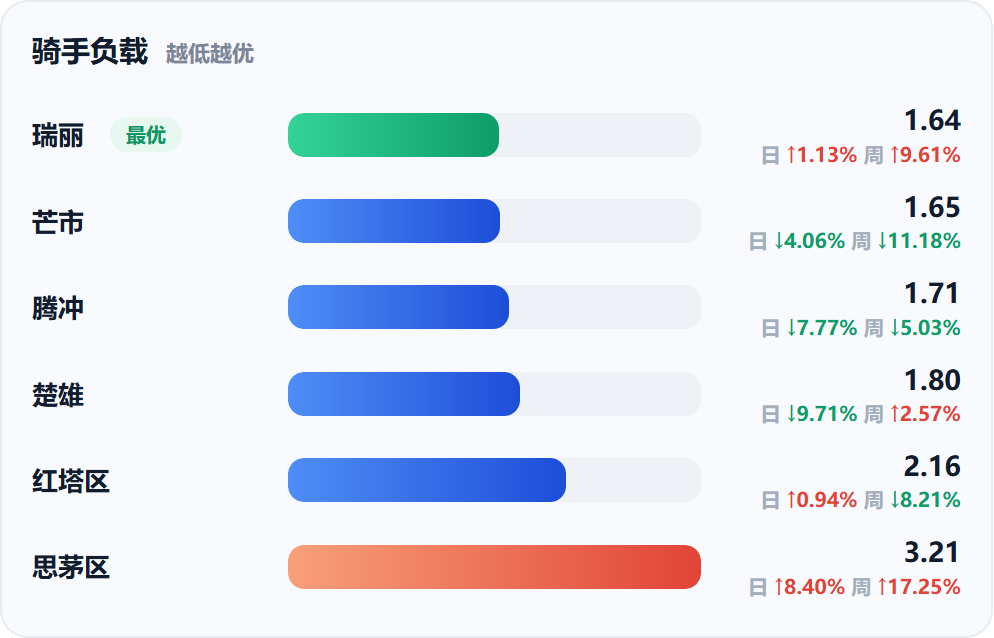 骑手负载 越低越优
瑞丽 最优 1.64
日 ↑1.13% 周 ↑9.61%
芒市 1.65
日 ↓4.06% 周 ↓11.18%
腾冲 1.71
日 ↓7.77% 周 ↓5.03%
楚雄 1.80
日 ↓9.71% 周 ↑2.57%
红塔区 2.16
日 ↑0.94% 周 ↓8.21%
思茅区 3.21
日 ↑8.40% 周 ↑17.25%